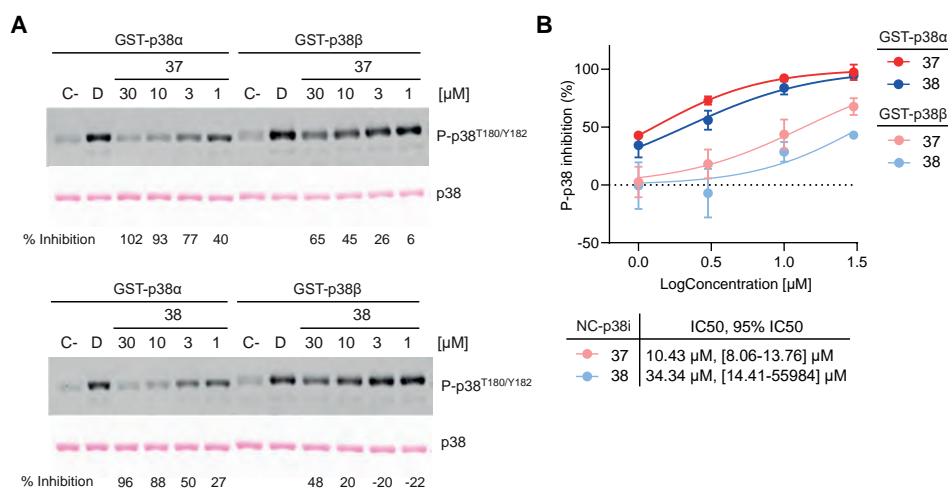 A
GST-p38α GST-p38β
37 37
C- D 30 10 3 1 C- D 30 10 3 1 [µM]
P-p38T180/Y182
p38
% Inhibition 102 93 77 40 65 45 26 6
GST-p38α GST-p38β
38 38
C- D 30 10 3 1 C- D 30 10 3 1 [µM]
P-p38T180/Y182
p38
% Inhibition 96 88 50 27 48 20 -20 -22
B
P-p38 inhibition (%)
100
50
0
-50
0.0 0.5 1.0 1.5
LogConcentration [µM]
GST-p38α
37
38
GST-p38β
37
38
NC-p38i IC50, 95% IC50
37 10.43 µM, [8.06-13.76] µM
38 34.34 µM, [14.41-55984] µM